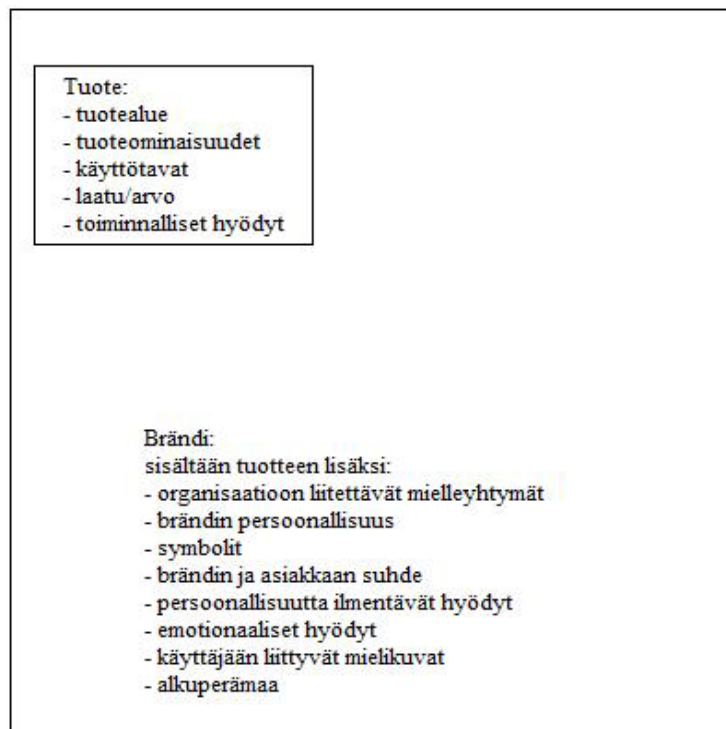 Tuote:
- tuotealue
- tuoteominaisuudet
- käyttötavat
- laatu/arvo
- toiminnalliset hyödyt
Brändi:
sisältään tuotteen lisäksi:
- organisaatioon liitettävät mielleyhtymät
- brändin persoonallisuus
- symbolit
- brändin ja asiakkaan suhde
- persoonallisuutta ilmentävät hyödyt
- emotionaaliset hyödyt
- käyttäjään liittyvät mielikuvat
- alkuperämaa